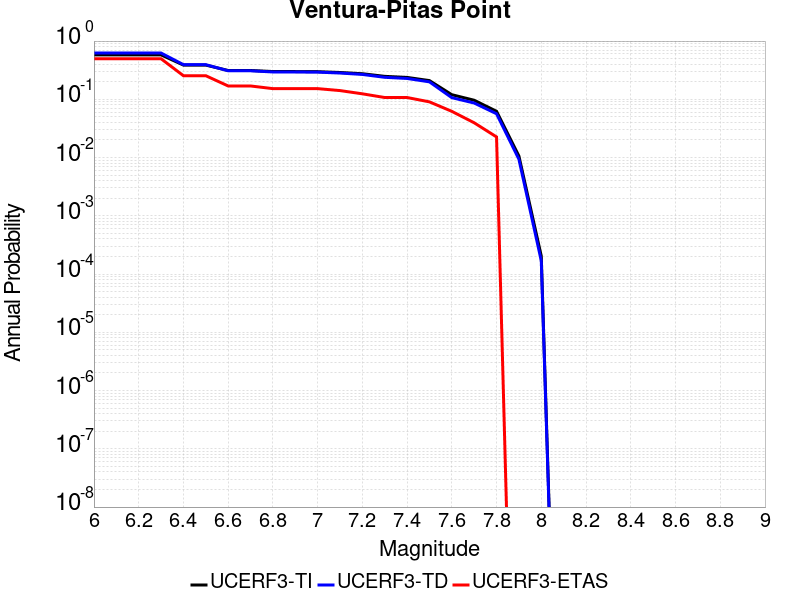 Ventura-Pitas Point
10^0
10^-1
10^-2
10^-3
10^-4
10^-5
10^-6
10^-7
10^-8
Annual Probability
6 6.2 6.4 6.6 6.8 7 7.2 7.4 7.6 7.8 8 8.2 8.4 8.6 8.8 9
Magnitude
UCERF3-TI UCERF3-TD UCERF3-ETAS